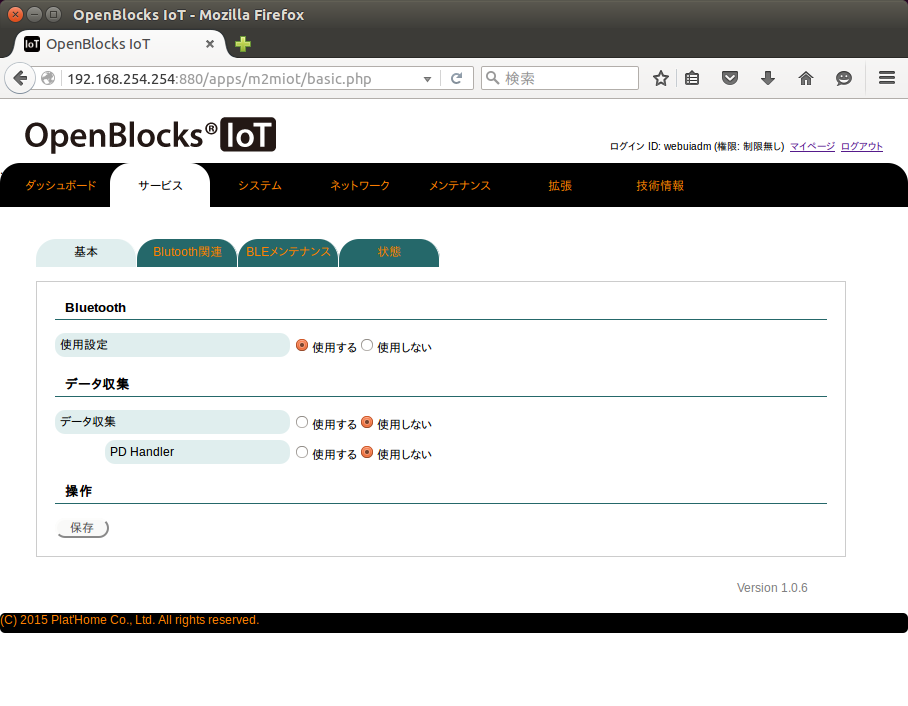 OpenBlocks IoT - Mozilla Firefox
IoT OpenBlocks IoT
192.168.254.254:880/apps/m2miot/basic.php 検索
OpenBlocks®IoT
ログイン ID: webuiadm (権限: 制限無し) マイページ ログアウト
ダッシュボード サービス システム ネットワーク メンテナンス 拡張 技術情報
基本 Blutooth関連 BLEメンテナンス 状態
Bluetooth
使用設定 使用する 使用しない
データ収集
データ収集 使用する 使用しない
PD Handler 使用する 使用しない
操作
保存
Version 1.0.6
(C) 2015 Plat'Home Co., Ltd. All rights reserved.